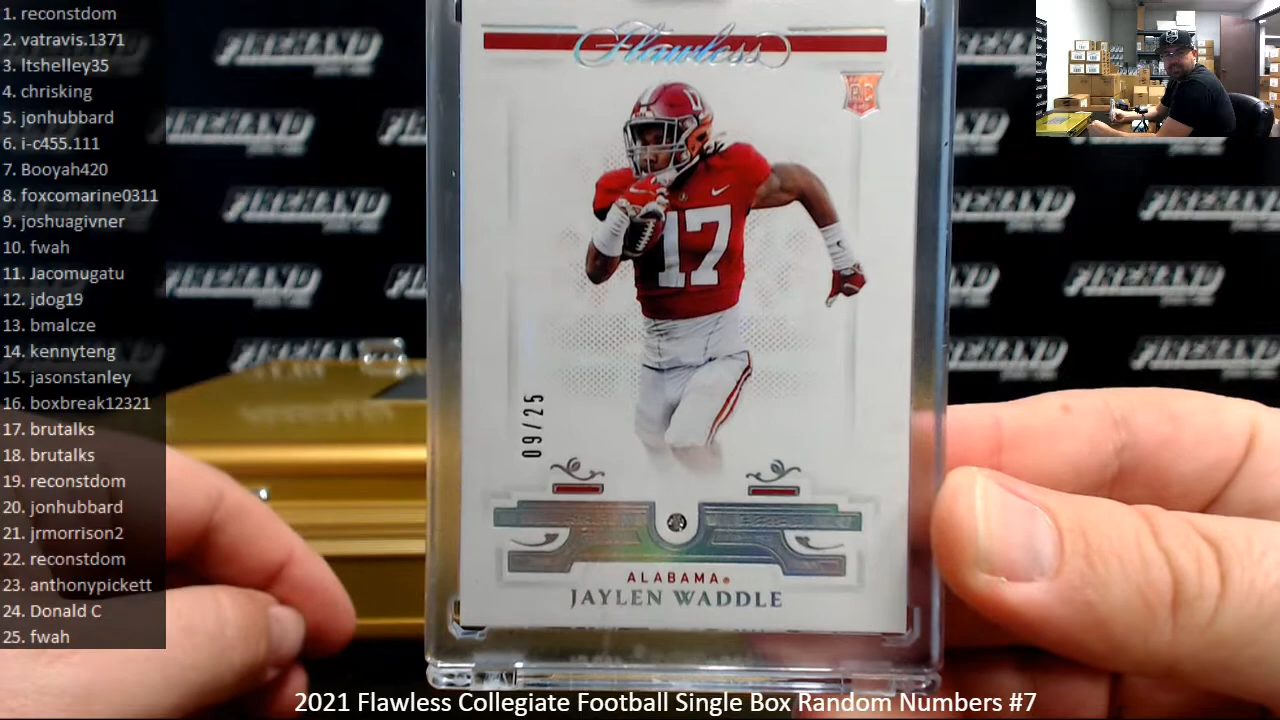 1. reconstdom
2. vatravis.1371
3. ltshelley35
4. chrisking
5. jonhubbard
6. i-c455.111
7. Booyah420
8. foxcomarine0311
9. joshuagivner
10. fwah
11. Jacomugatu
12. jdog19
13. bmalcze
14. kennyteng
15. jasonstanley
16. boxbreak12321
17. brutalks
18. brutalks
19. reconstdom
20. jonhubbard
21. jrmorrison2
22. reconstdom
23. anthonypickett
24. Donald C
25. fwah
FIREHAND
Flawless
RC
17
09/25
ALABAMA®
JAYLEN WADDLE
2021 Flawless Collegiate Football Single Box Random Numbers #7